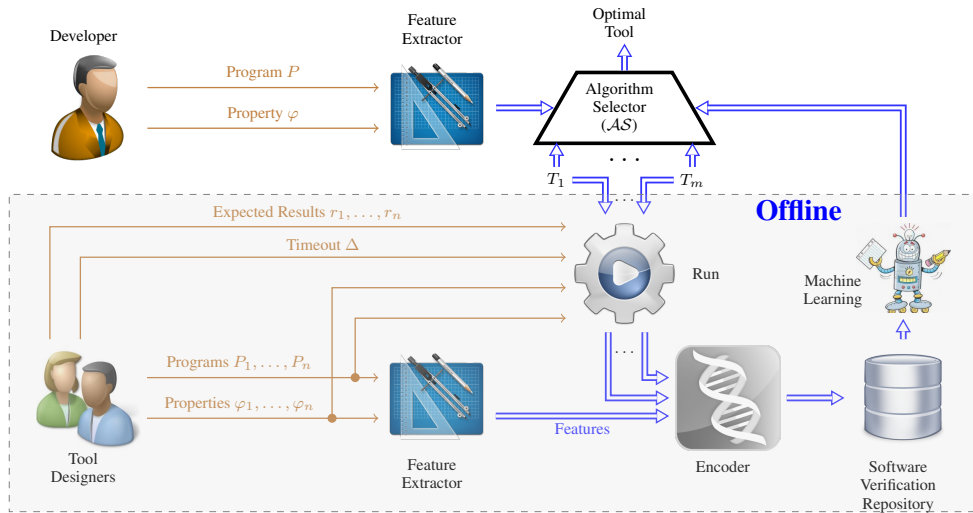 Developer
Program P
Property φ
Feature
Extractor
Optimal
Tool
Algorithm
Selector
(𝒜𝒮)
. . .
T₁
Tₘ
. . .
Offline
Expected Results r₁, . . . , rₙ
Timeout Δ
Run
Machine
Learning
. . .
Programs P₁, . . . , Pₙ
Properties φ₁, . . . , φₙ
Features
Tool
Designers
Feature
Extractor
Encoder
Software
Verification
Repository